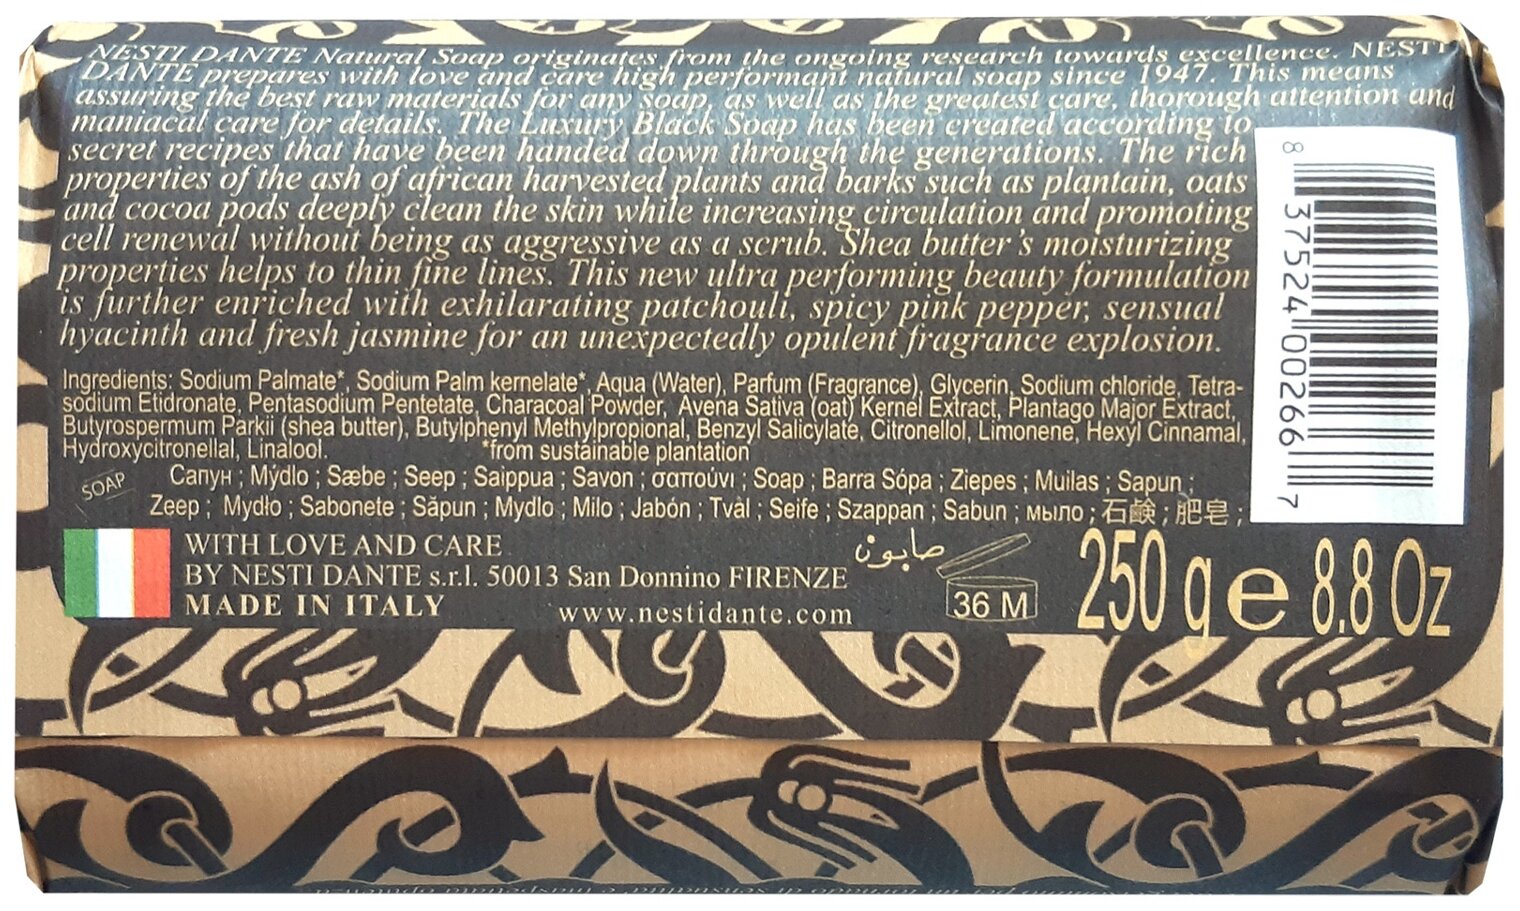 NESTI DANTE Natural Soap originates from the ongoing research towards excellence. NESTI
DANTE prepares with love and care high performant natural soap since 1947. This means
assuring the best raw materials for any soap, as well as the greatest care, thorough attention and
maniacal care for details. The Luxury Black Soap has been created according to
secret recipes that have been handed down through the generations. The rich
properties of the ash of african harvested plants and barks such as plantain, oats
and cocoa pods deeply clean the skin while increasing circulation and promoting
cell renewal without being as aggressive as a scrub. Shea butter's moisturizing
properties helps to thin fine lines. This new ultra performing beauty formulation
is further enriched with exhilarating patchouli, spicy pink pepper, sensual
hyacinth and fresh jasmine for an unexpectedly opulent fragrance explosion.
8 375240 002667
Ingredients: Sodium Palmate*, Sodium Palm kernelate*, Aqua (Water), Parfum (Fragrance), Glycerin, Sodium chloride, Tetra-
sodium Etidronate, Pentasodium Pentetate, Characoal Powder, Avena Sativa (oat) Kernel Extract, Plantago Major Extract,
Butyrospermum Parkii (shea butter), Butylphenyl Methylpropional, Benzyl Salicylate, Citronellol, Limonene, Hexyl Cinnamal,
Hydroxycitronellal, Linalool. *from sustainable plantation
SOAP
Сапун ; Mýdlo ; Sæbe ; Seep ; Saippua ; Savon ; σαπούνι ; Soap ; Barra Sópa ; Ziepes ; Muilas ; Sapun ;
Zeep ; Mydło ; Sabonete ; Săpun ; Mydlo ; Milo ; Jabón ; Tvål ; Seife ; Szappan ; Sabun ; мыло ; 石鹸 ; 肥皂 ;
صابون
WITH LOVE AND CARE
BY NESTI DANTE s.r.l. 50013 San Donnino FIRENZE
MADE IN ITALY www.nestidante.com
36 M
250 g e 8.8 Oz